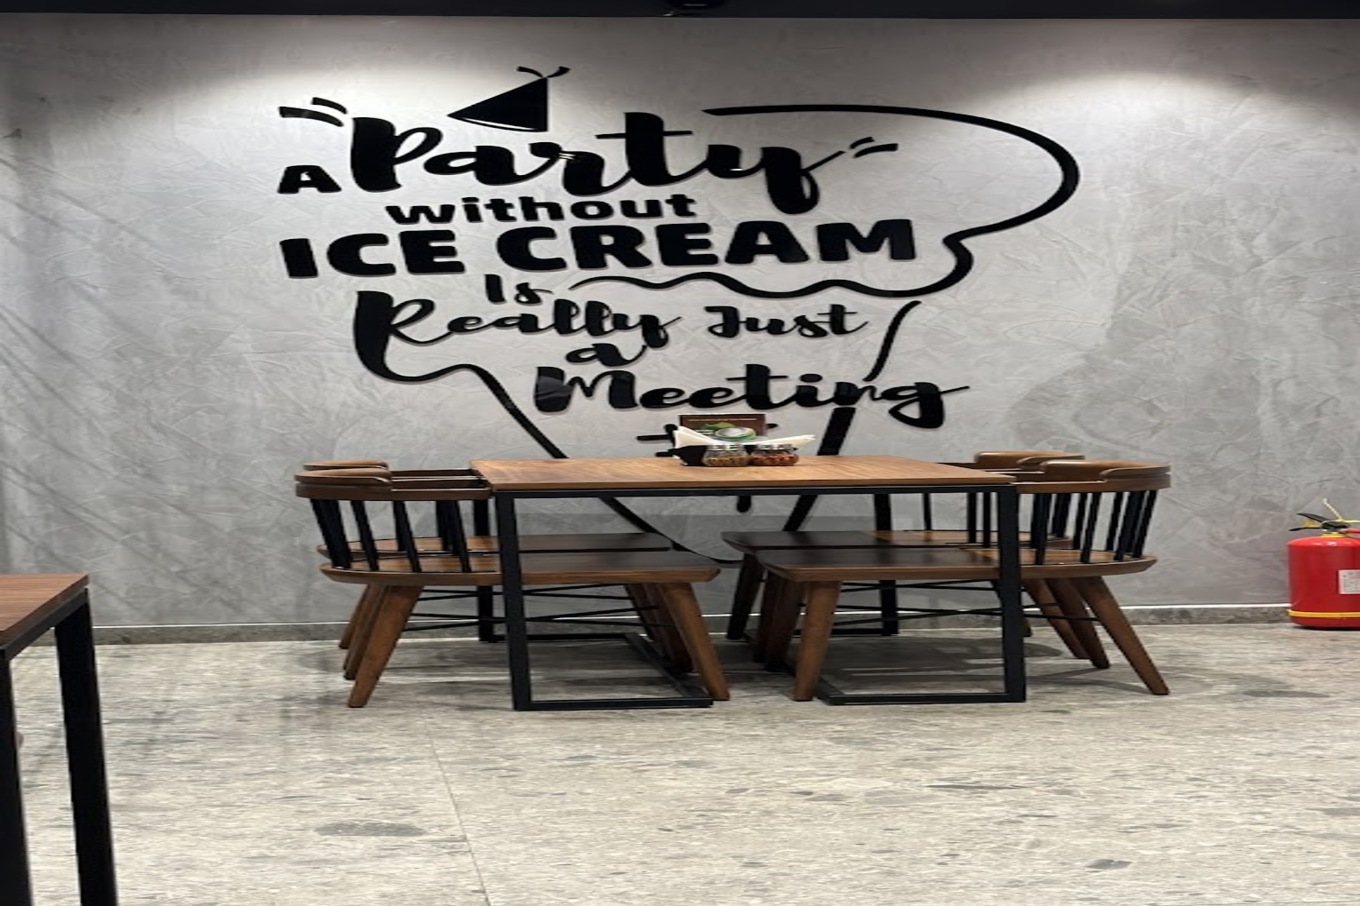 A Party
without
ICE CREAM
Is
Really Just
a
Meeting